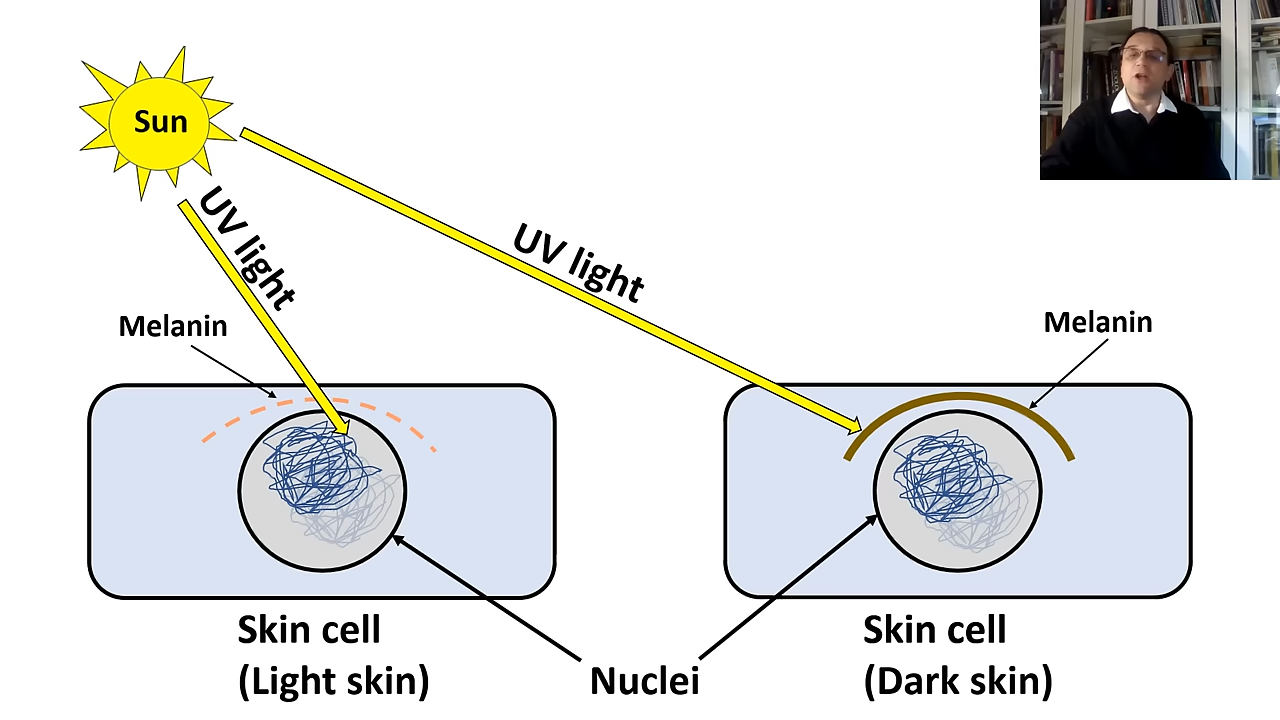 Sun
UV light
UV light
Melanin
Melanin
Skin cell
(Light skin)
Nuclei
Skin cell
(Dark skin)